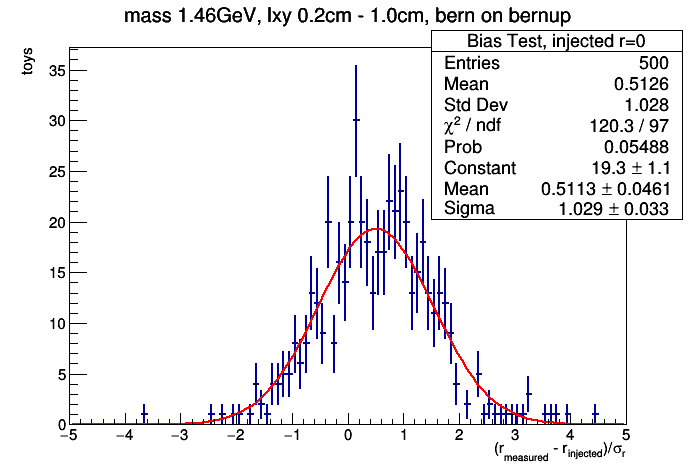 mass 1.46GeV, lxy 0.2cm - 1.0cm, bern on bernup
Bias Test, injected r=0
Entries 500
Mean 0.5126
Std Dev 1.028
χ² / ndf 120.3 / 97
Prob 0.05488
Constant 19.3 ± 1.1
Mean 0.5113 ± 0.0461
Sigma 1.029 ± 0.033
toys
35
30
25
20
15
10
5
0
−5 −4 −3 −2 −1 0 1 2 3 4 5
(r_measured - r_injected)/σ_r